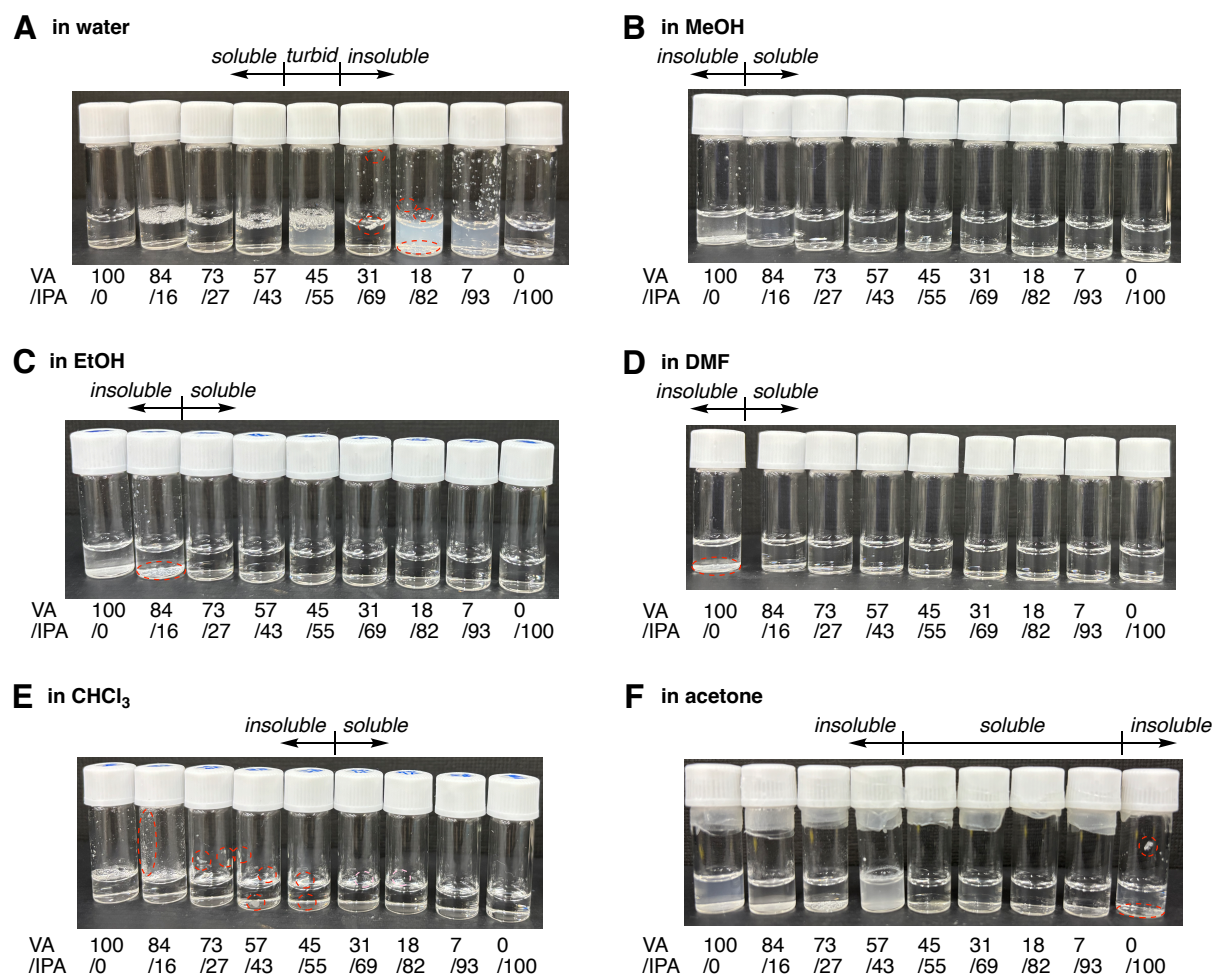 A in water
soluble turbid insoluble
VA 100 84 73 57 45 31 18 7 0
/IPA /0 /16 /27 /43 /55 /69 /82 /93 /100
B in MeOH
insoluble soluble
VA 100 84 73 57 45 31 18 7 0
/IPA /0 /16 /27 /43 /55 /69 /82 /93 /100
C in EtOH
insoluble soluble
VA 100 84 73 57 45 31 18 7 0
/IPA /0 /16 /27 /43 /55 /69 /82 /93 /100
D in DMF
insoluble soluble
VA 100 84 73 57 45 31 18 7 0
/IPA /0 /16 /27 /43 /55 /69 /82 /93 /100
E in CHCl₃
insoluble soluble
VA 100 84 73 57 45 31 18 7 0
/IPA /0 /16 /27 /43 /55 /69 /82 /93 /100
F in acetone
insoluble soluble insoluble
VA 100 84 73 57 45 31 18 7 0
/IPA /0 /16 /27 /43 /55 /69 /82 /93 /100